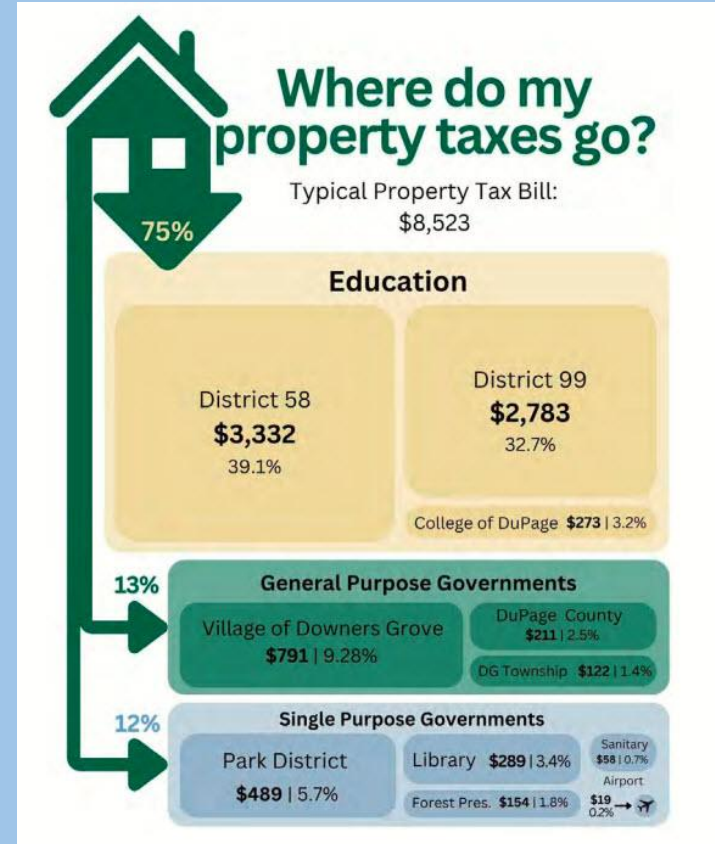 Where do my
property taxes go?
Typical Property Tax Bill:
$8,523
75%
Education
District 58
$3,332
39.1%
District 99
$2,783
32.7%
College of DuPage $273 | 3.2%
13%
General Purpose Governments
Village of Downers Grove
$791 | 9.28%
DuPage County
$211 | 2.5%
DG Township $122 | 1.4%
12%
Single Purpose Governments
Park District
$489 | 5.7%
Library $289 | 3.4%
Forest Pres. $154 | 1.8%
Sanitary
$58 | 0.7%
Airport
$19
0.2%